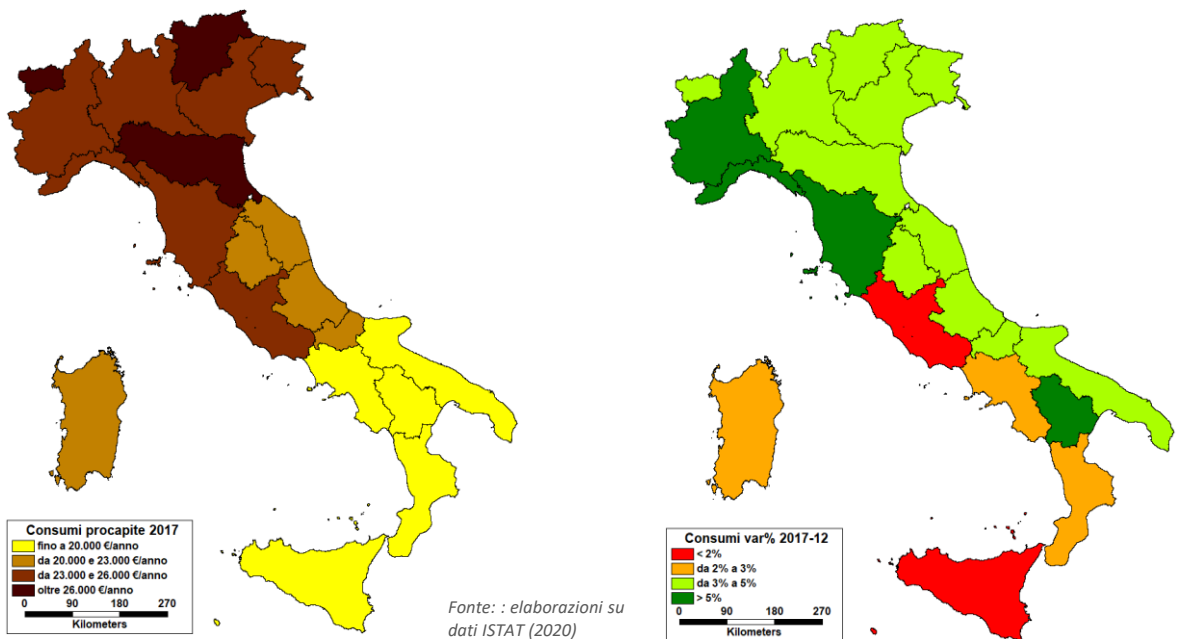 Consumi procapite 2017
fino a 20.000 €/anno
da 20.000 e 23.000 €/anno
da 23.000 e 26.000 €/anno
oltre 26.000 €/anno
0 90 180 270
Kilometers
Fonte: : elaborazioni su
dati ISTAT (2020)
Consumi var% 2017-12
< 2%
da 2% a 3%
da 3% a 5%
> 5%
0 90 180 270
Kilometers